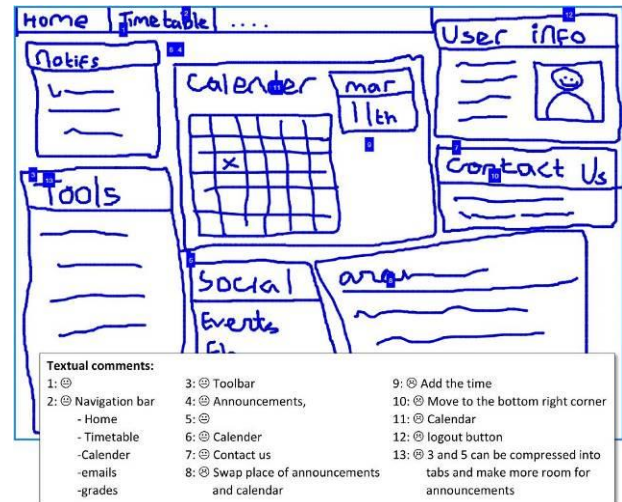 Home Timetable ....
User info
Notifs
Calender
mar
11th
Contact Us
Tools
Social
Events
Textual comments:
1: 😐
2: 😐 Navigation bar
- Home
- Timetable
-Calender
-emails
-grades
3: 😐 Toolbar
4: 😐 Announcements,
5: 😐
6: 😐 Calender
7: 😐 Contact us
8: ☹ Swap place of announcements
and calendar
9: ☹ Add the time
10: ☹ Move to the bottom right corner
11: ☹ Calendar
12: ☹ logout button
13: ☹ 3 and 5 can be compressed into
tabs and make more room for
announcements